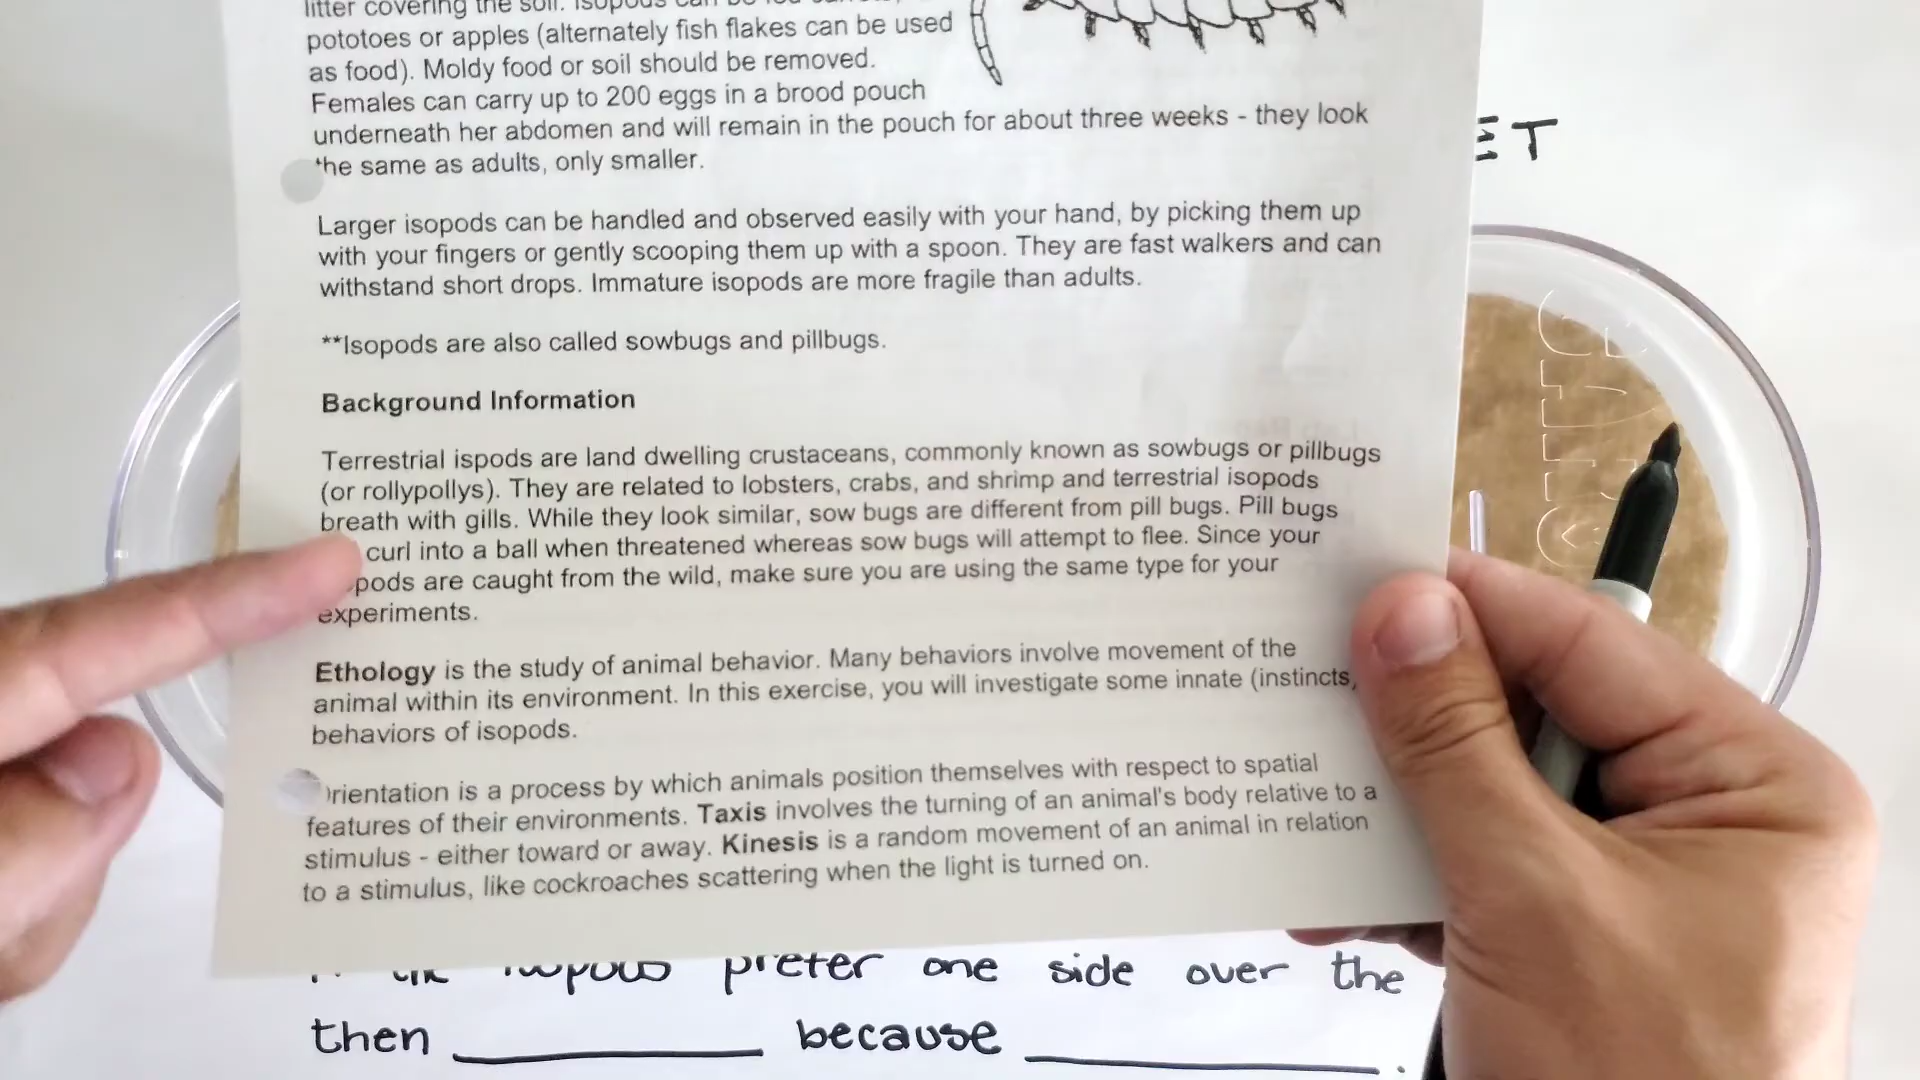 litter covering the soil. Isopods can be fed
pototoes or apples (alternately fish flakes can be used
as food). Moldy food or soil should be removed.
Females can carry up to 200 eggs in a brood pouch
underneath her abdomen and will remain in the pouch for about three weeks - they look
the same as adults, only smaller.
ET
Larger isopods can be handled and observed easily with your hand, by picking them up
with your fingers or gently scooping them up with a spoon. They are fast walkers and can
withstand short drops. Immature isopods are more fragile than adults.
**Isopods are also called sowbugs and pillbugs.
Background Information
Terrestrial ispods are land dwelling crustaceans, commonly known as sowbugs or pillbugs
(or rollypollys). They are related to lobsters, crabs, and shrimp and terrestrial isopods
breath with gills. While they look similar, sow bugs are different from pill bugs. Pill bugs
curl into a ball when threatened whereas sow bugs will attempt to flee. Since your
pods are caught from the wild, make sure you are using the same type for your
experiments.
Ethology is the study of animal behavior. Many behaviors involve movement of the
animal within its environment. In this exercise, you will investigate some innate (instincts,
behaviors of isopods.
rientation is a process by which animals position themselves with respect to spatial
features of their environments. Taxis involves the turning of an animal's body relative to a
stimulus - either toward or away. Kinesis is a random movement of an animal in relation
to a stimulus, like cockroaches scattering when the light is turned on.
isopods prefer one side over the
then ____________ because ____________.